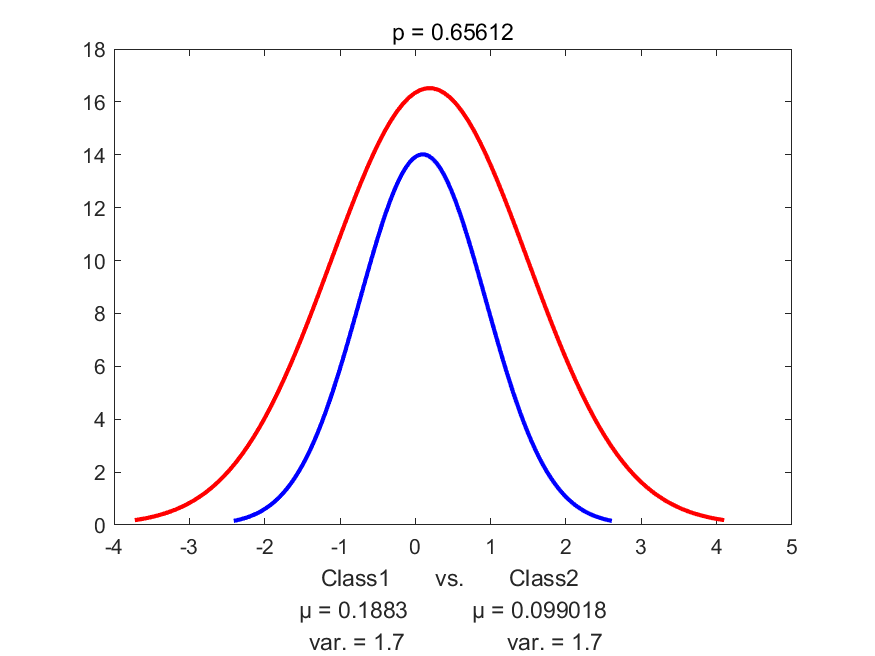 p = 0.65612
18
16
14
12
10
8
6
4
2
0
-4 -3 -2 -1 0 1 2 3 4 5
Class1 vs. Class2
μ = 0.1883 μ = 0.099018
var. = 1.7 var. = 1.7